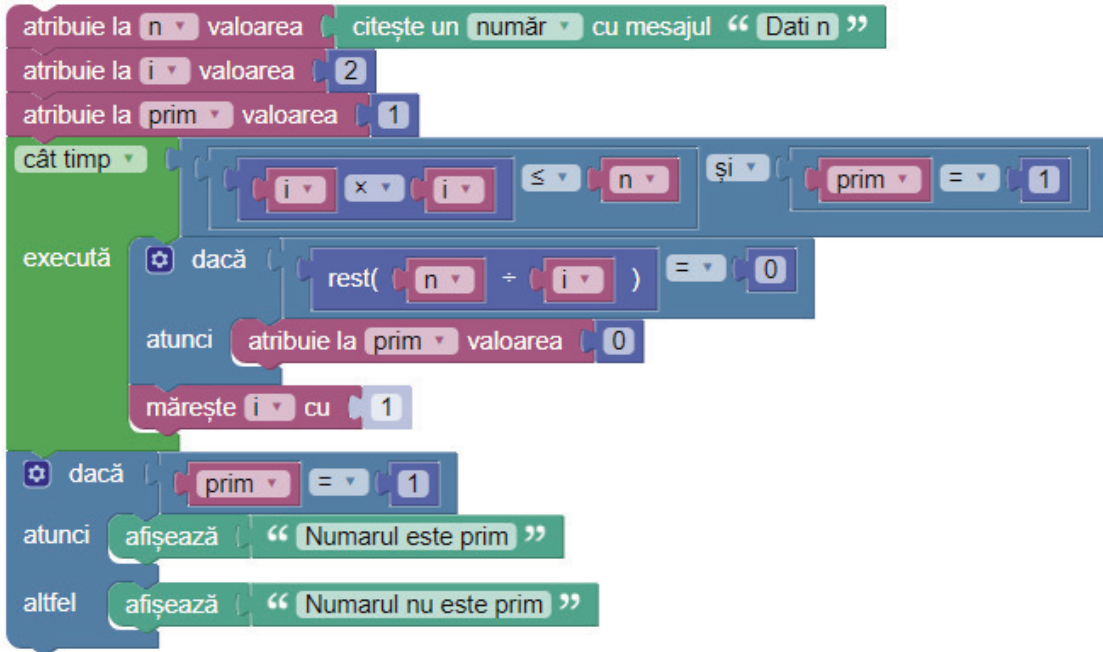 atribuie la n valoarea citește un număr cu mesajul “ Dati n ”
atribuie la i valoarea 2
atribuie la prim valoarea 1
cât timp i × i ≤ n și prim = 1
execută dacă rest( n ÷ i ) = 0
atunci atribuie la prim valoarea 0
mărește i cu 1
dacă prim = 1
atunci afișează “ Numarul este prim ”
altfel afișează “ Numarul nu este prim ”